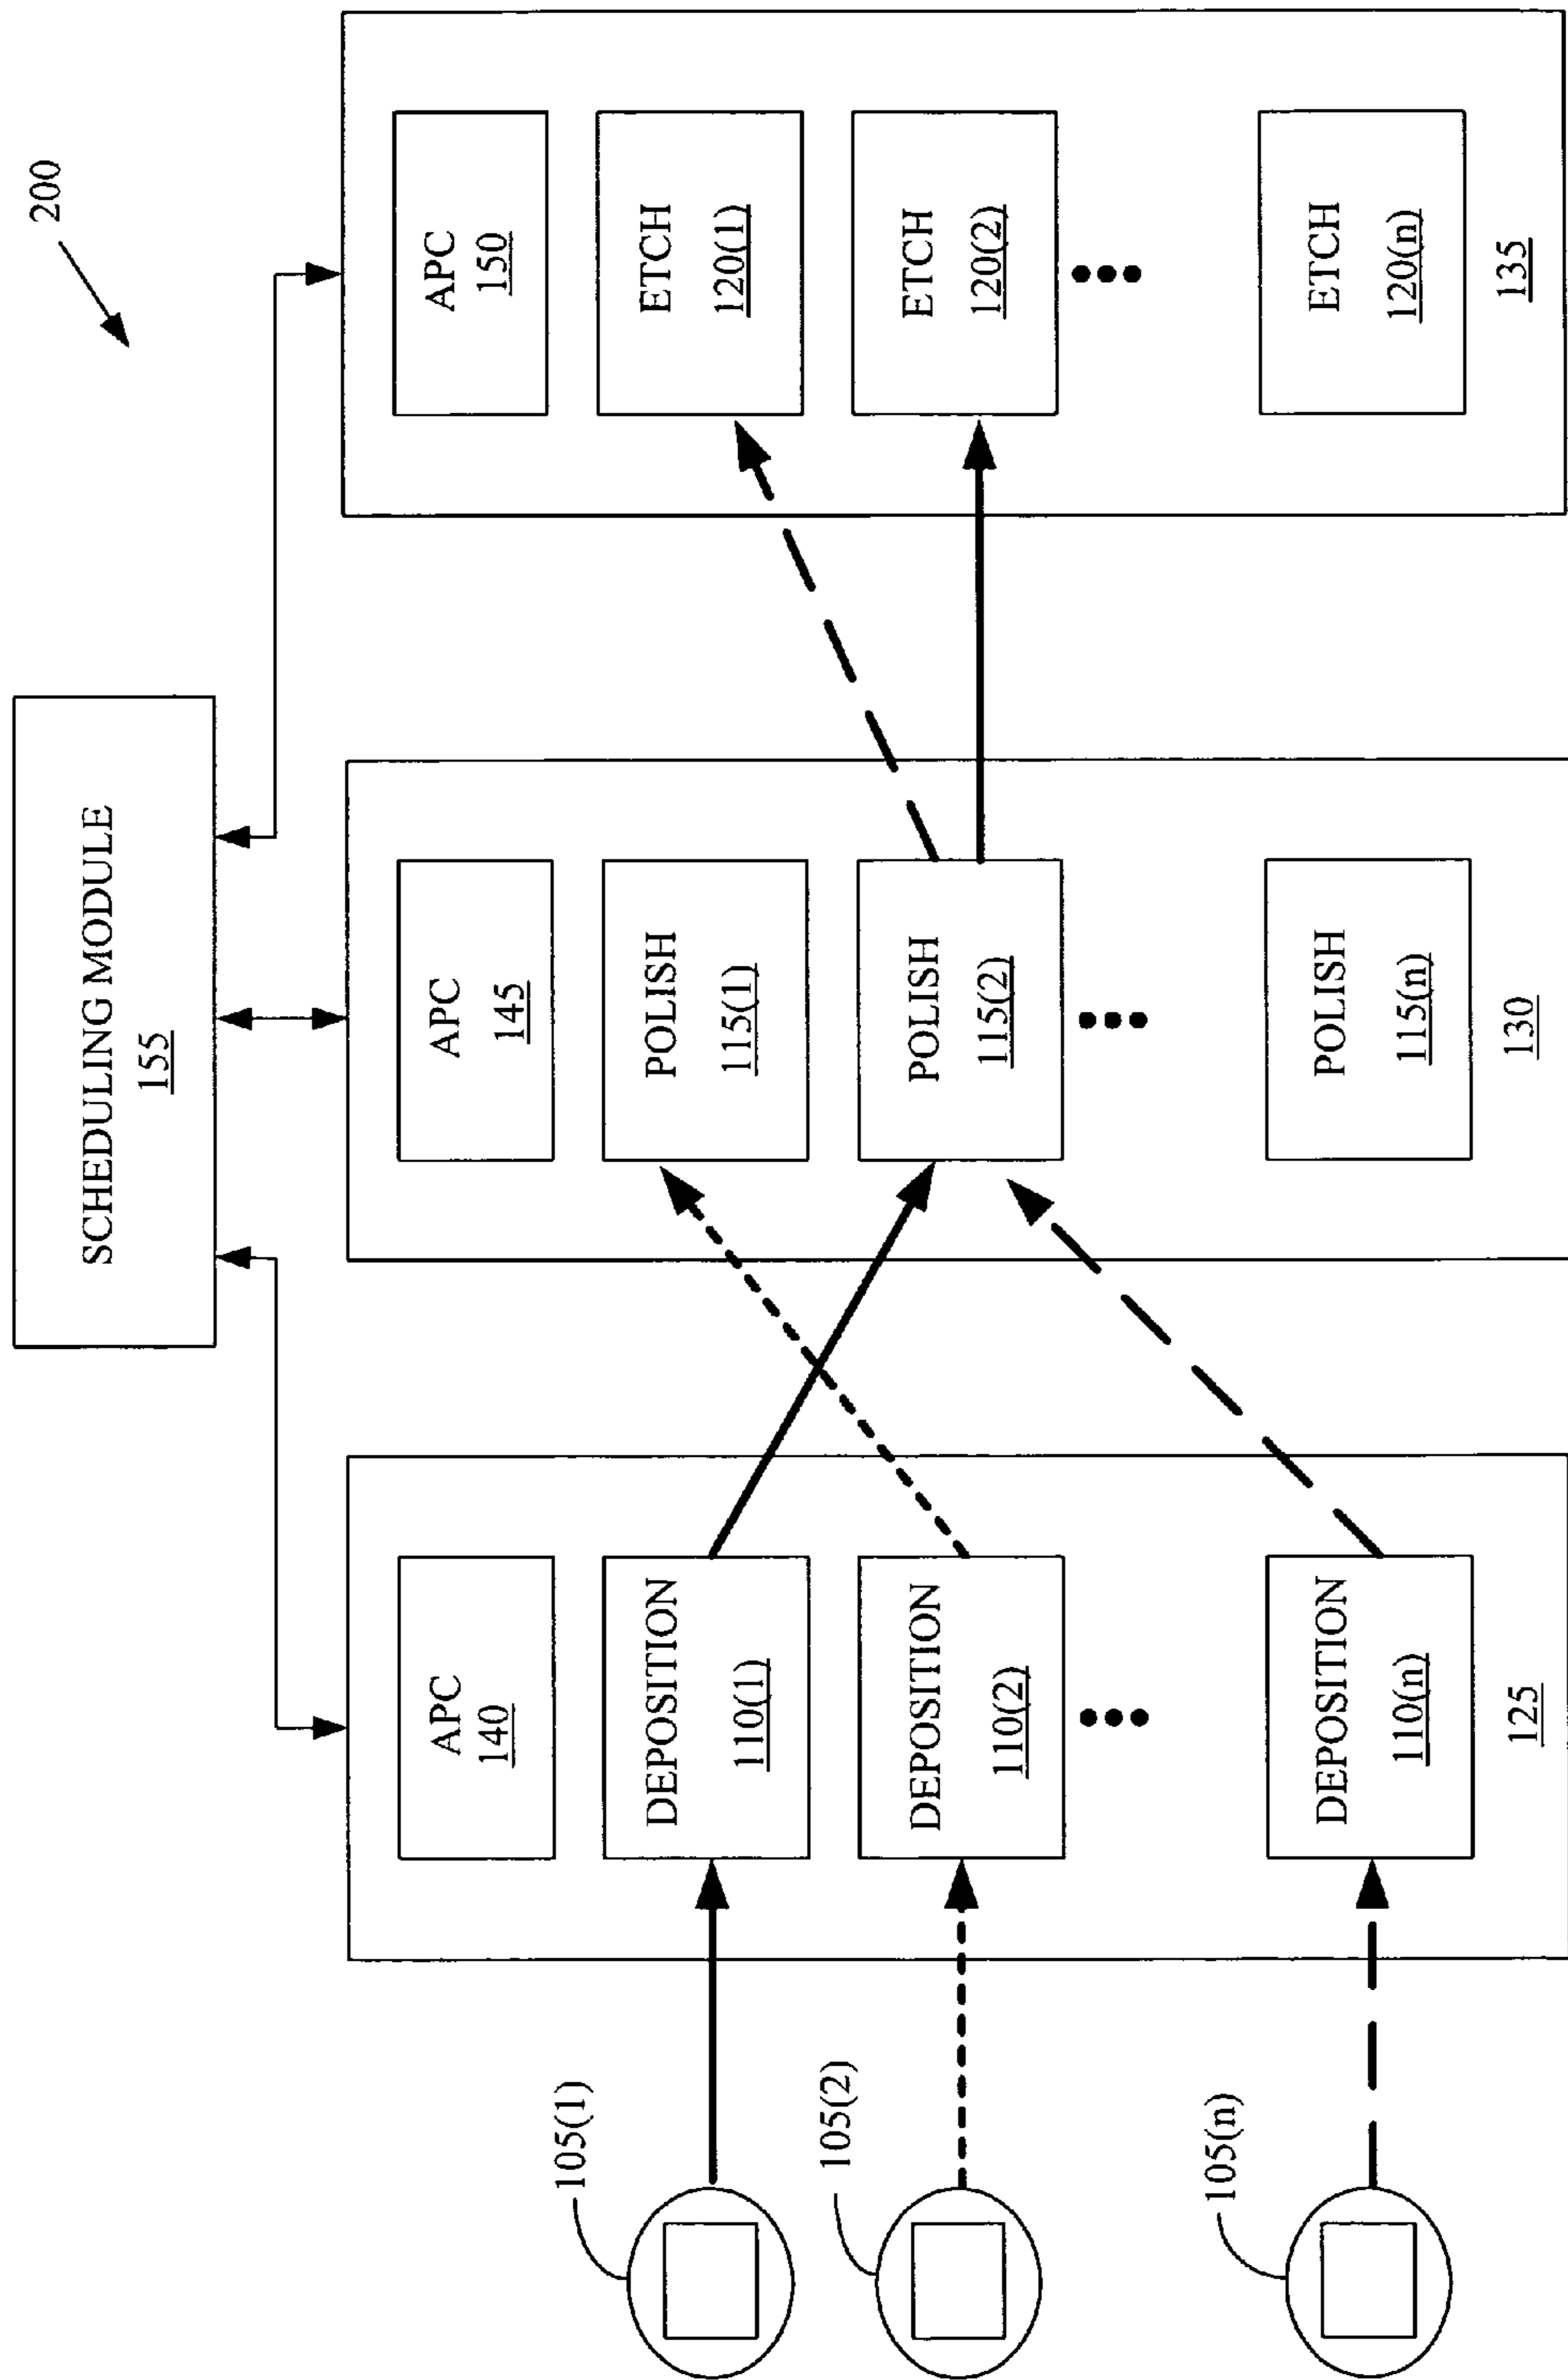 200
SCHEDULING MODULE
155
APC
140
DEPOSITION
110(1)
DEPOSITION
110(2)
DEPOSITION
110(n)
125
APC
145
POLISH
115(1)
POLISH
115(2)
POLISH
115(n)
130
APC
150
ETCH
120(1)
ETCH
120(2)
ETCH
120(n)
135
105(1)
105(2)
105(n)